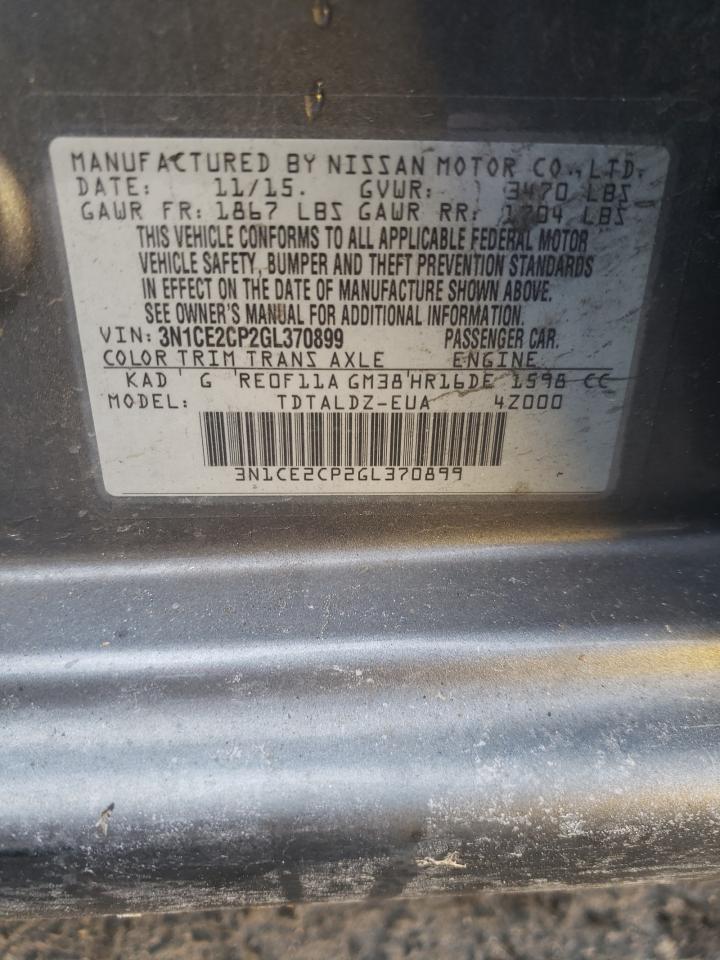 MANUFACTURED BY NISSAN MOTOR CO., LTD.
DATE: 11/15. GVWR: 3470 LBS
GAWR FR: 1867 LBS GAWR RR: 1704 LBS
THIS VEHICLE CONFORMS TO ALL APPLICABLE FEDERAL MOTOR
VEHICLE SAFETY, BUMPER AND THEFT PREVENTION STANDARDS
IN EFFECT ON THE DATE OF MANUFACTURE SHOWN ABOVE.
SEE OWNER'S MANUAL FOR ADDITIONAL INFORMATION.
VIN: 3N1CE2CP2GL370899 PASSENGER CAR.
COLOR TRIM TRANS AXLE ENGINE
KAD G RE0F11A GM38 HR16DE 1598 CC
MODEL: TDTALDZ-EUA 4Z000
3N1CE2CP2GL370899